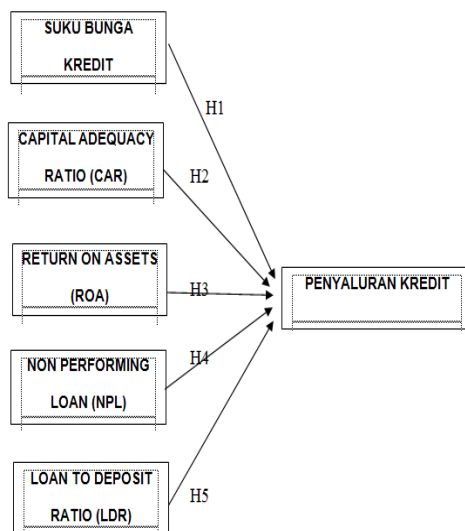 SUKU BUNGA
KREDIT
H1
CAPITAL ADEQUACY
RATIO (CAR)
H2
RETURN ON ASSETS
(ROA)
H3
PENYALURAN KREDIT
NON PERFORMING
LOAN (NPL)
H4
LOAN TO DEPOSIT
RATIO (LDR)
H5